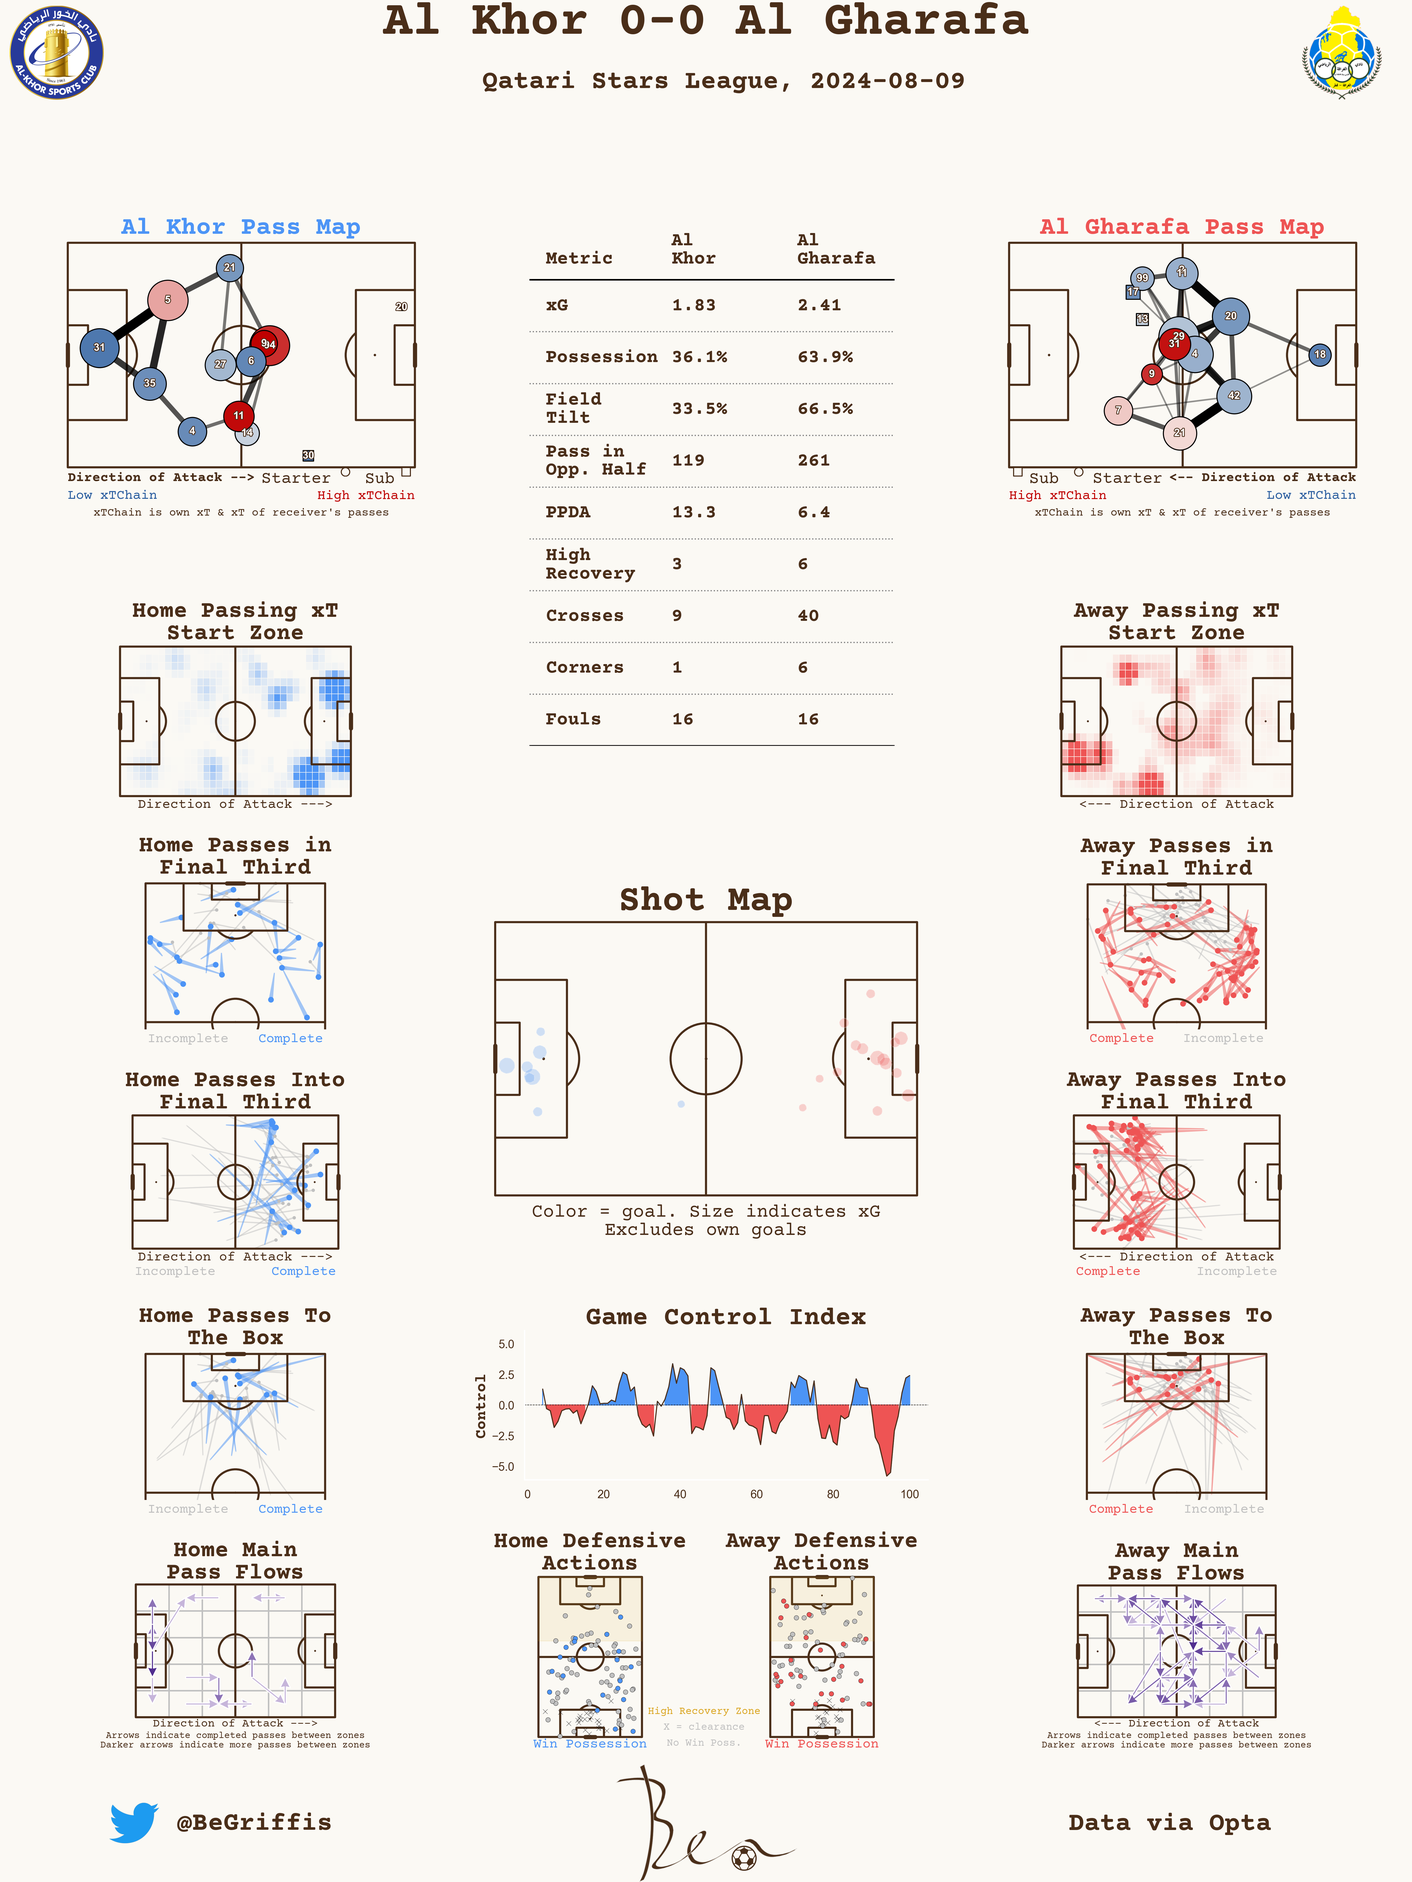 Al Khor 0-0 Al Gharafa
Qatari Stars League, 2024-08-09
نادي الخور الرياضي
AL-KHOR SPORTS CLUB
Al Khor Pass Map
21
5
20
31
9
34
27
6
35
11
4
14
30
Direction of Attack --> Starter Sub
Low xTChain High xTChain
xTChain is own xT & xT of receiver's passes
Metric Al Khor Al Gharafa
xG 1.83 2.41
Possession 36.1% 63.9%
Field Tilt 33.5% 66.5%
Pass in Opp. Half 119 261
PPDA 13.3 6.4
High Recovery 3 6
Crosses 9 40
Corners 1 6
Fouls 16 16
Al Gharafa Pass Map
99
11
17
13
20
29
31
4
18
9
42
7
21
Sub Starter <-- Direction of Attack
High xTChain Low xTChain
xTChain is own xT & xT of receiver's passes
Home Passing xT
Start Zone
Direction of Attack --->
Away Passing xT
Start Zone
<--- Direction of Attack
Home Passes in
Final Third
Incomplete Complete
Away Passes in
Final Third
Complete Incomplete
Shot Map
Color = goal. Size indicates xG
Excludes own goals
Home Passes Into
Final Third
Direction of Attack --->
Incomplete Complete
Away Passes Into
Final Third
<--- Direction of Attack
Complete Incomplete
Home Passes To
The Box
Incomplete Complete
Game Control Index
Control
5.0
2.5
0.0
−2.5
−5.0
0 20 40 60 80 100
Away Passes To
The Box
Complete Incomplete
Home Main
Pass Flows
Direction of Attack --->
Arrows indicate completed passes between zones
Darker arrows indicate more passes between zones
Home Defensive
Actions
Win Possession
Away Defensive
Actions
Win Possession
High Recovery Zone
X = clearance
No Win Poss.
Away Main
Pass Flows
<--- Direction of Attack
Arrows indicate completed passes between zones
Darker arrows indicate more passes between zones
@BeGriffis
Ben
Data via Opta